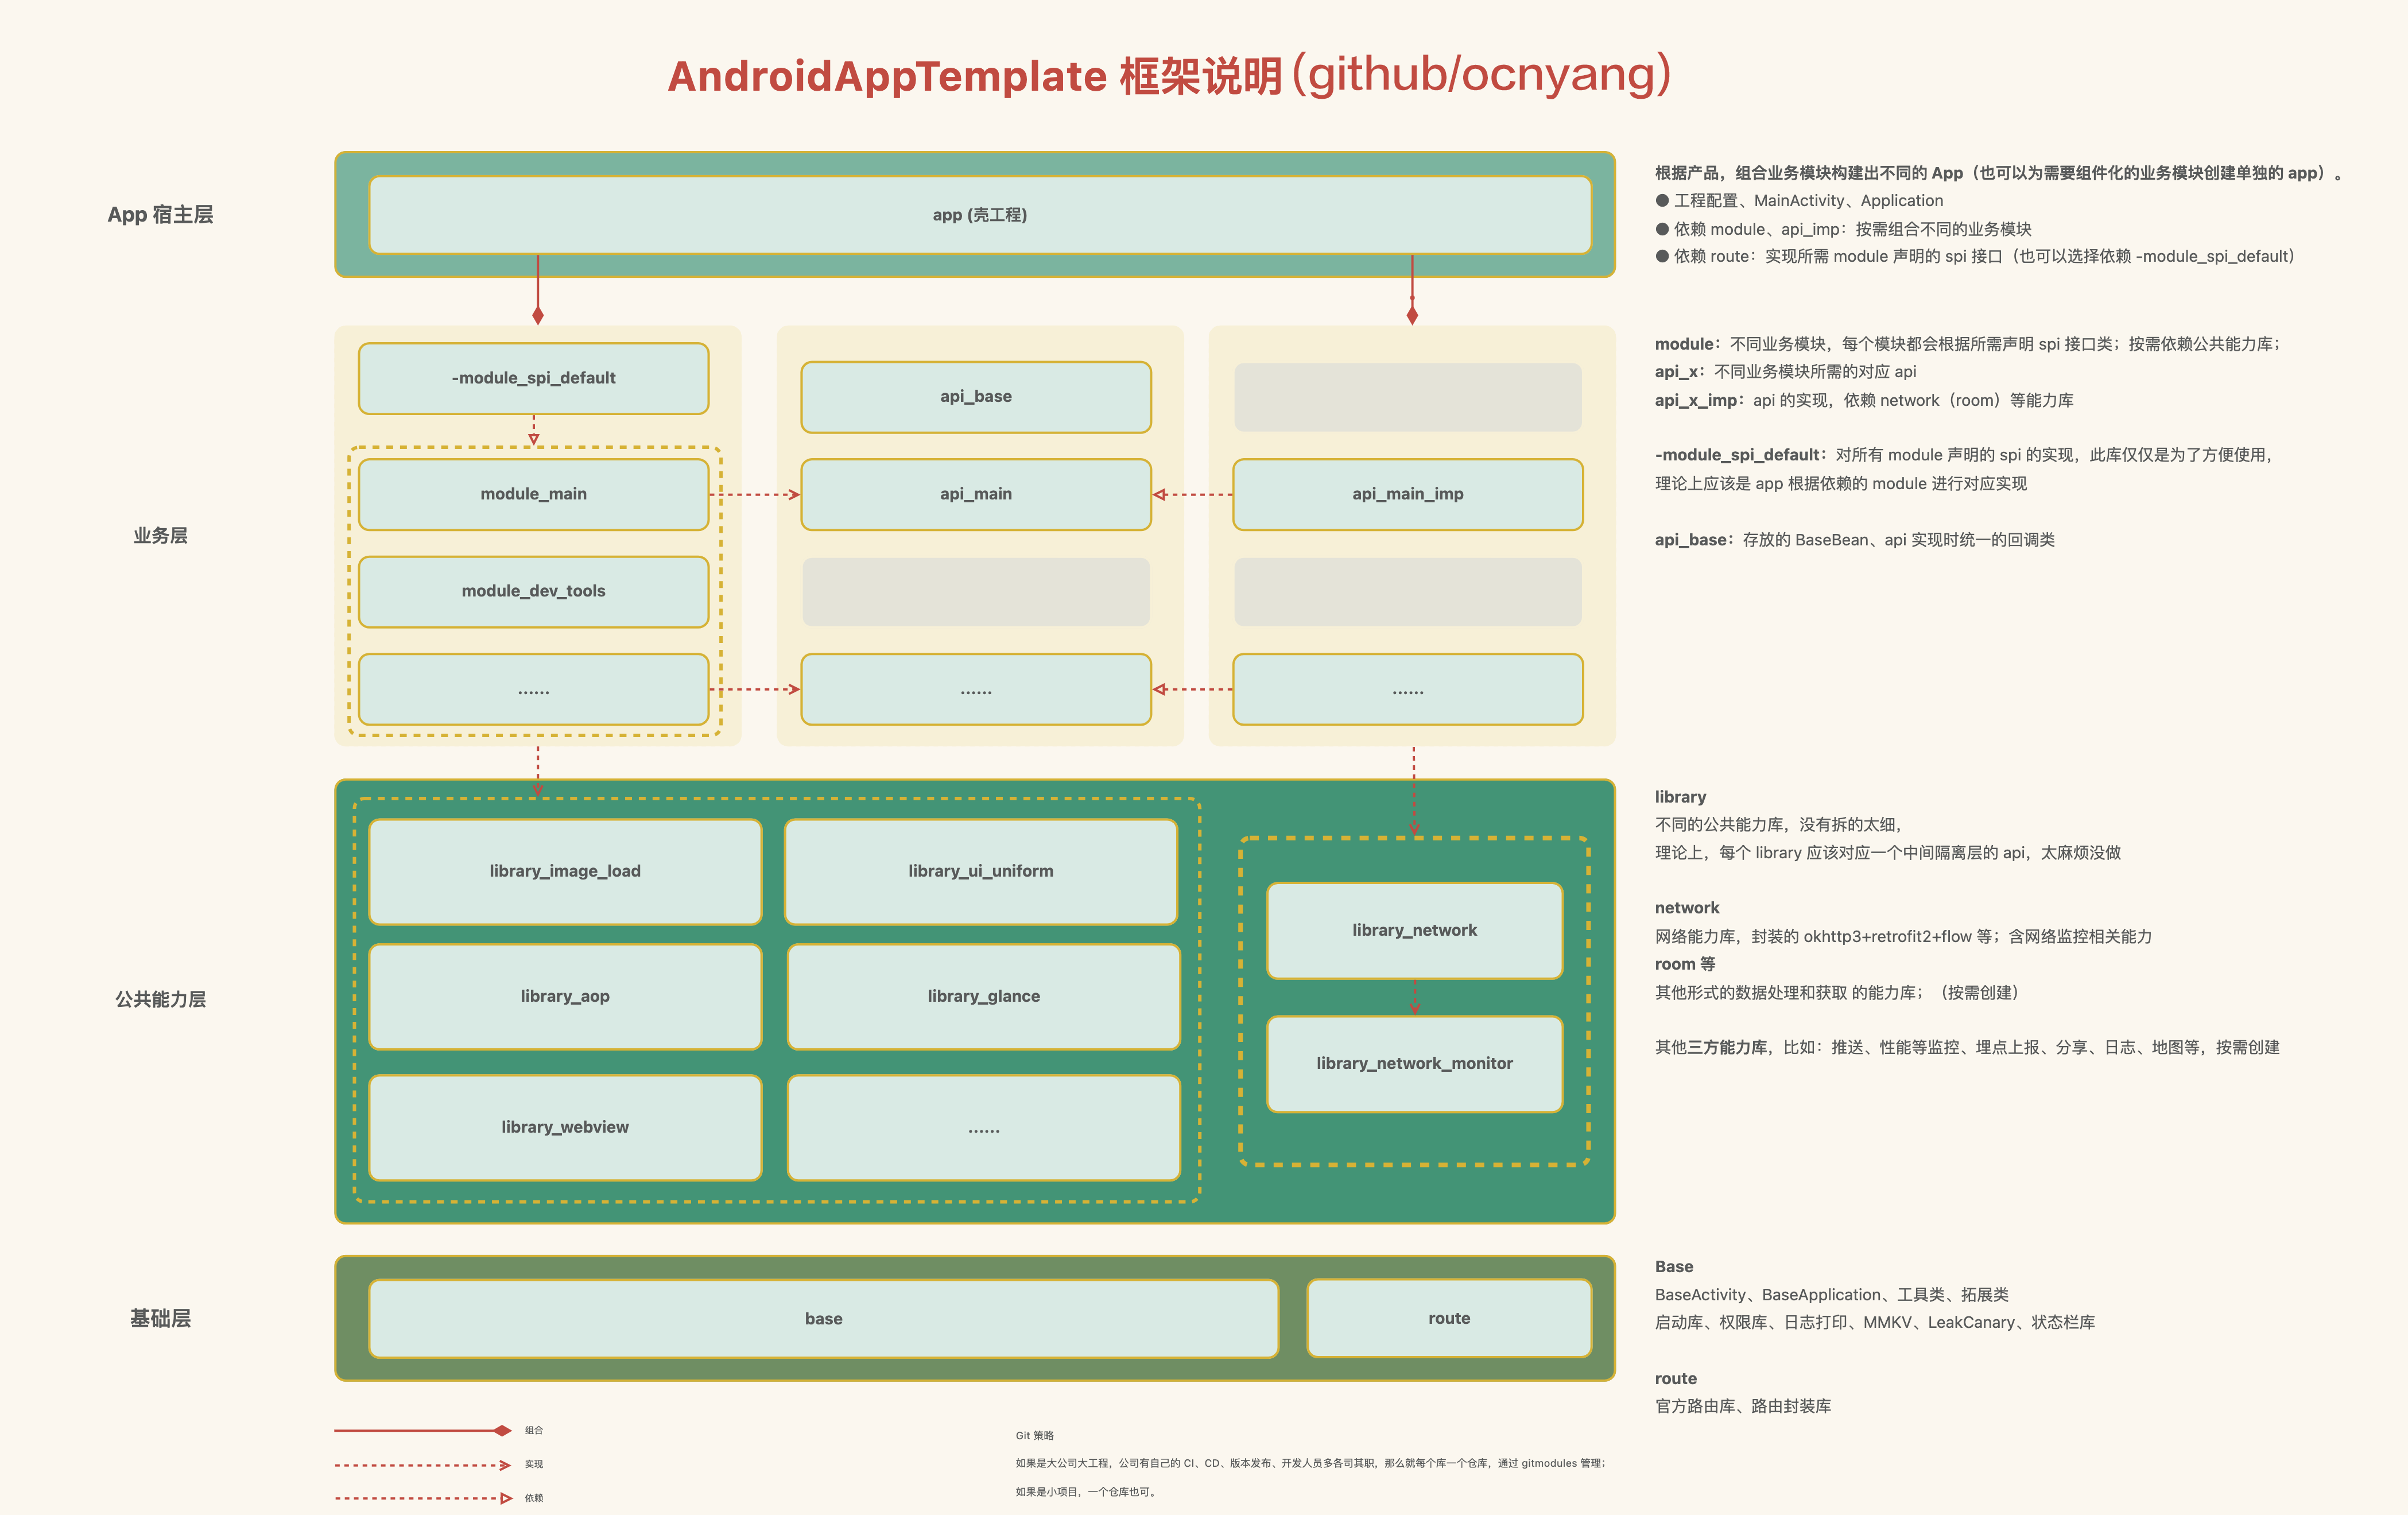 AndroidAppTemplate 框架说明(github/ocnyang)
App 宿主层
app (壳工程)
根据产品，组合业务模块构建出不同的 App（也可以为需要组件化的业务模块创建单独的 app）。
● 工程配置、MainActivity、Application
● 依赖 module、api_imp：按需组合不同的业务模块
● 依赖 route：实现所需 module 声明的 spi 接口（也可以选择依赖 -module_spi_default）
业务层
-module_spi_default
module_main
module_dev_tools
......
api_base
api_main
......
api_main_imp
......
module：不同业务模块，每个模块都会根据所需声明 spi 接口类；按需依赖公共能力库；
api_x：不同业务模块所需的对应 api
api_x_imp：api 的实现，依赖 network（room）等能力库
-module_spi_default：对所有 module 声明的 spi 的实现，此库仅仅是为了方便使用，
理论上应该是 app 根据依赖的 module 进行对应实现
api_base：存放的 BaseBean、api 实现时统一的回调类
公共能力层
library_image_load
library_ui_uniform
library_aop
library_glance
library_webview
......
library_network
library_network_monitor
library
不同的公共能力库，没有拆的太细，
理论上，每个 library 应该对应一个中间隔离层的 api，太麻烦没做
network
网络能力库，封装的 okhttp3+retrofit2+flow 等；含网络监控相关能力
room 等
其他形式的数据处理和获取 的能力库；（按需创建）
其他三方能力库，比如：推送、性能等监控、埋点上报、分享、日志、地图等，按需创建
基础层
base
route
Base
BaseActivity、BaseApplication、工具类、拓展类
启动库、权限库、日志打印、MMKV、LeakCanary、状态栏库
route
官方路由库、路由封装库
组合
实现
依赖
Git 策略
如果是大公司大工程，公司有自己的 CI、CD、版本发布、开发人员多各司其职，那么就每个库一个仓库，通过 gitmodules 管理；
如果是小项目，一个仓库也可。